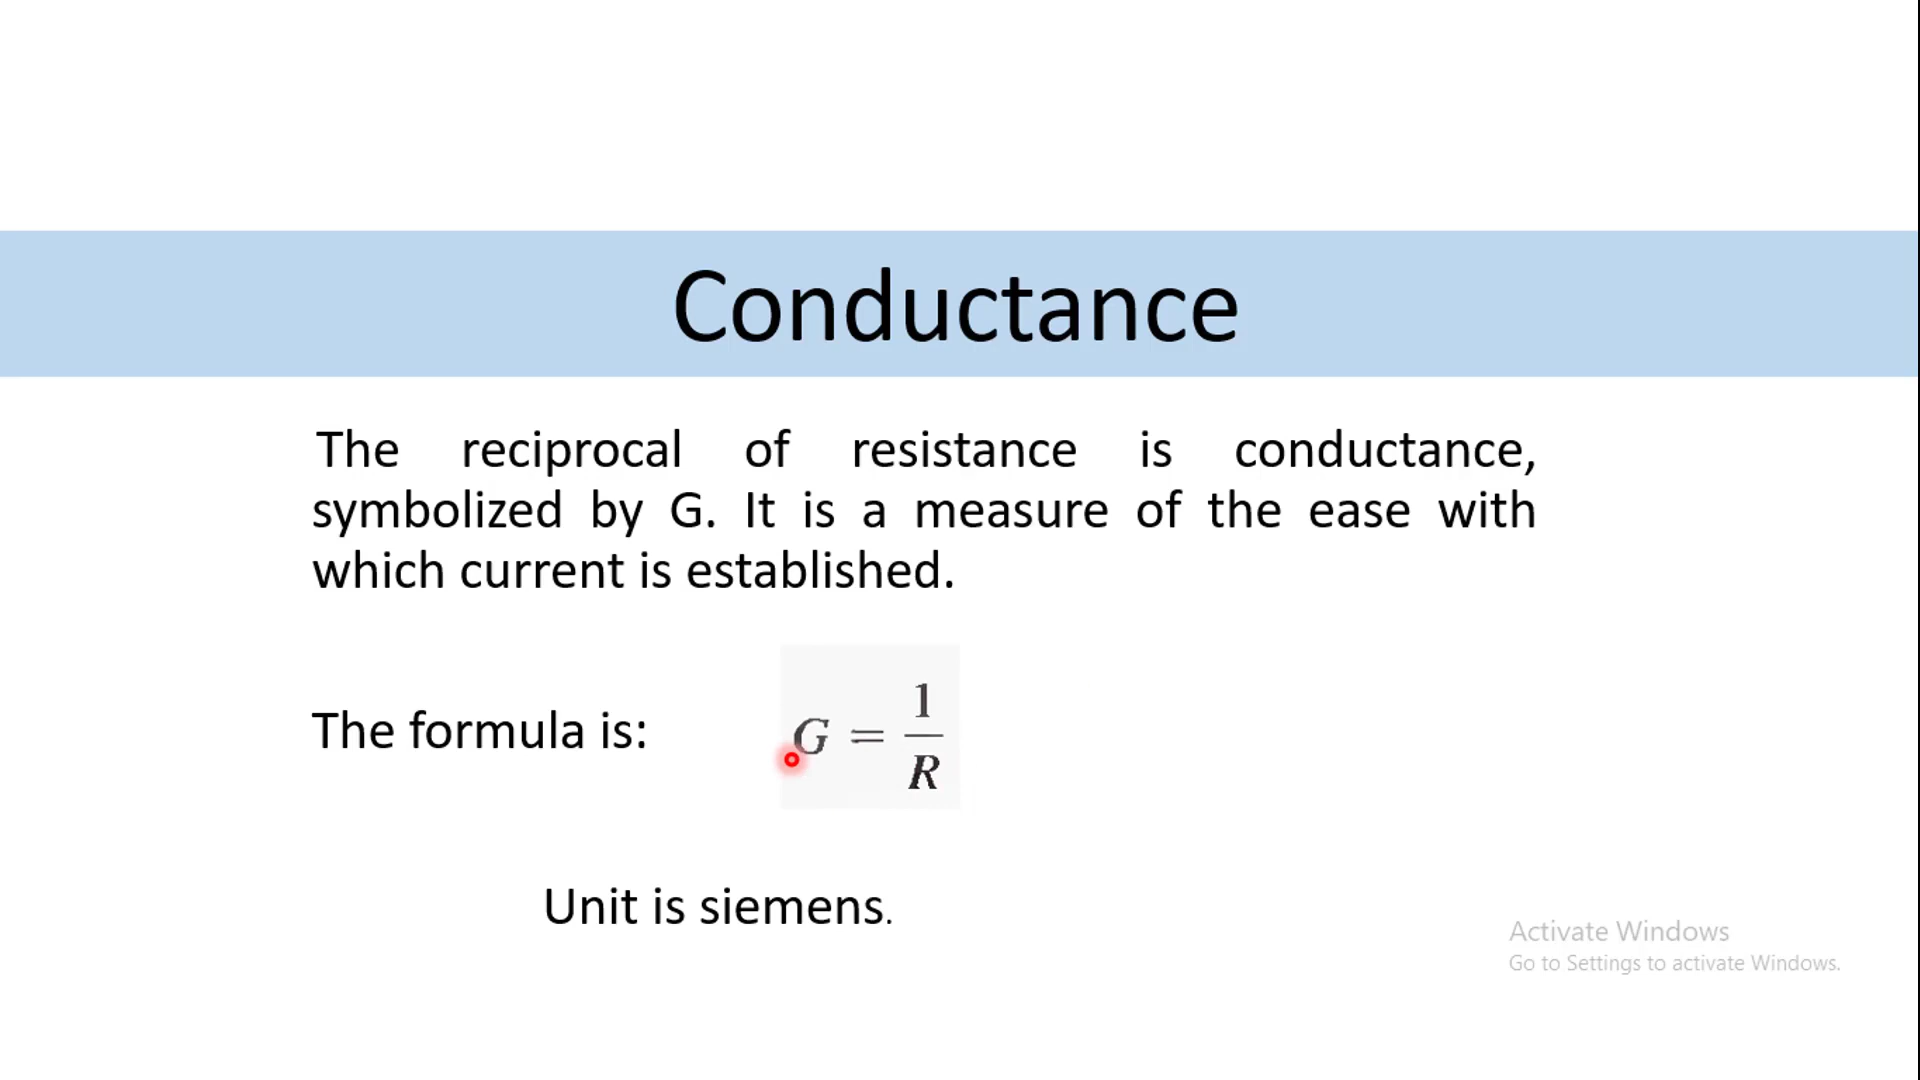 Conductance
The reciprocal of resistance is conductance,
symbolized by G. It is a measure of the ease with
which current is established.
The formula is: G = 1/R
Unit is siemens.
Activate Windows
Go to Settings to activate Windows.